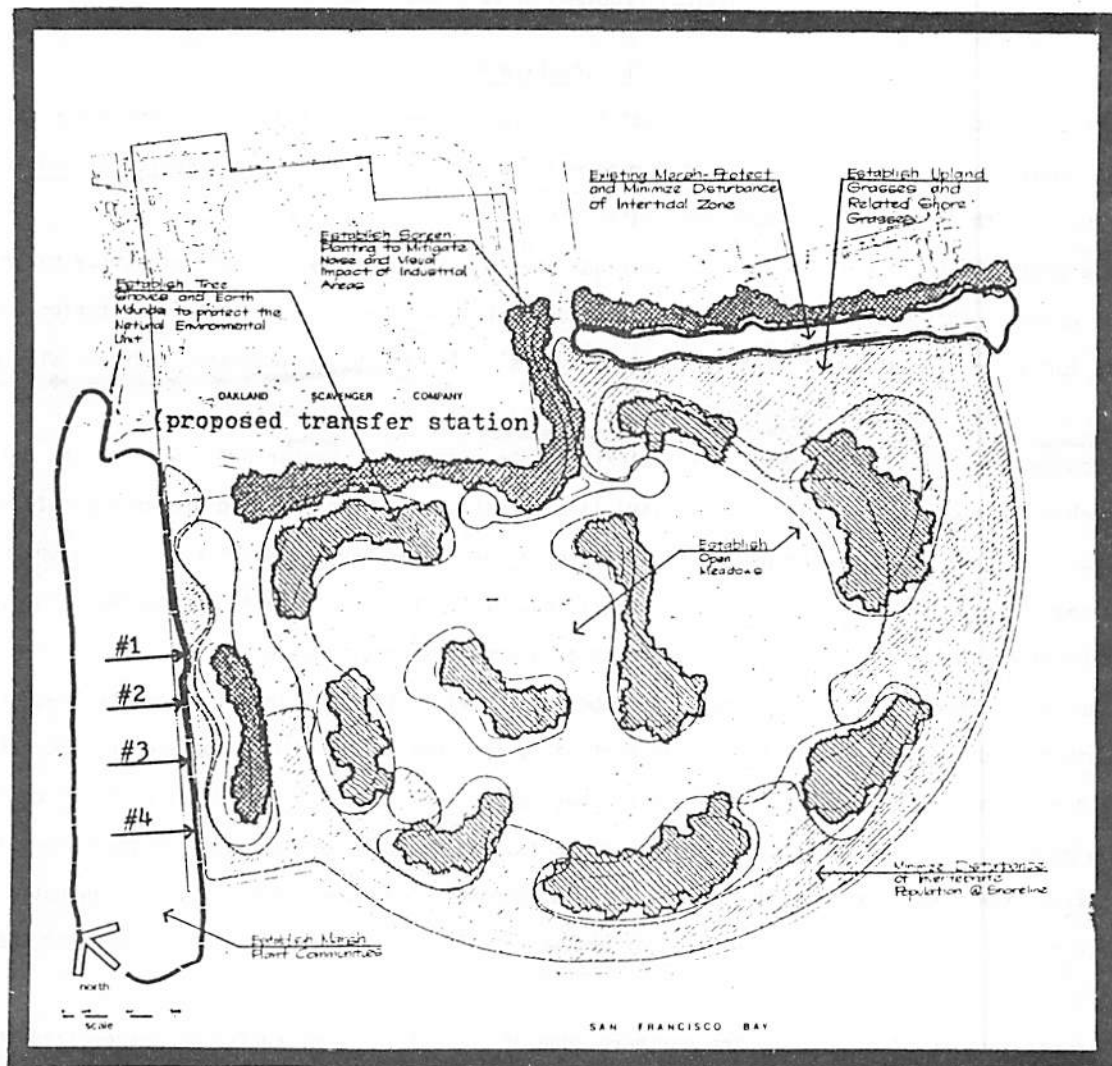 Existing Marsh-Protect
and Minimize Disturbance
of Intertidal Zone
Establish Upland
Grasses and
Related Shore
Grasses
Establish Screen
Planting to Mitigate
Noise and Visual
Impact of Industrial
Areas
Establish Tree
Groves and Earth
Mounds to protect the
Natural Environmental
Unit
OAKLAND SCAVENGER COMPANY
(proposed transfer station)
Establish
Open
Meadows
#1
#2
#3
#4
Minimize Disturbance
of Invertebrate
Population @ Shoreline
Establish Marsh
Plant Communities
north
scale
SAN FRANCISCO BAY